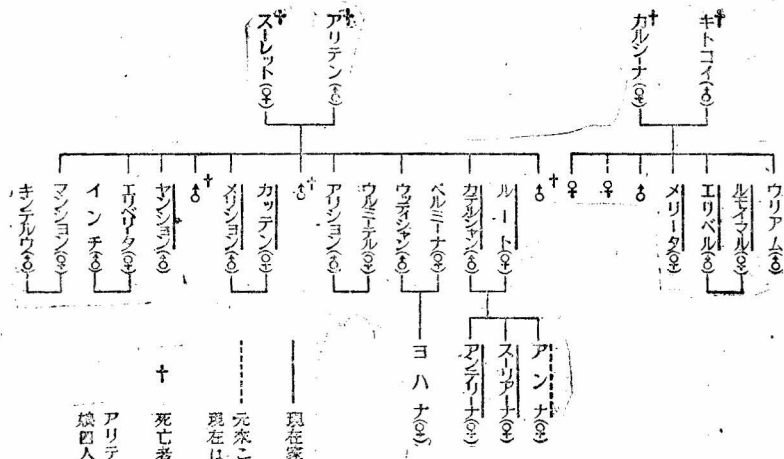 キトコイ(♂)†
カルシーナ(♀)†
アリテン(♂)†
スーレット(♀)†
ウリアム(♂)
ルモイマル(♀)
エリベル(♂)
メリータ(♀)
♂
♀
♀
♂†
ルート(♀)
カデルシャン(♂)
ベルミーナ(♀)
ウッディシャン(♂)
ウルミーテル(♀)
アリション(♂)
♂†
カッテン(♀)
メリション(♂)
♂†
ヤンション(♂)
エリベリータ(♀)
インチ(♂)
マンション(♀)
キンテルウ(♂)
アンナ(♀)
スーリアーナ(♀)
アンテリーナ(♀)
ヨハナ(♀)
現在家
元来こ
現在は
† 死亡者
アリテ
娘四人